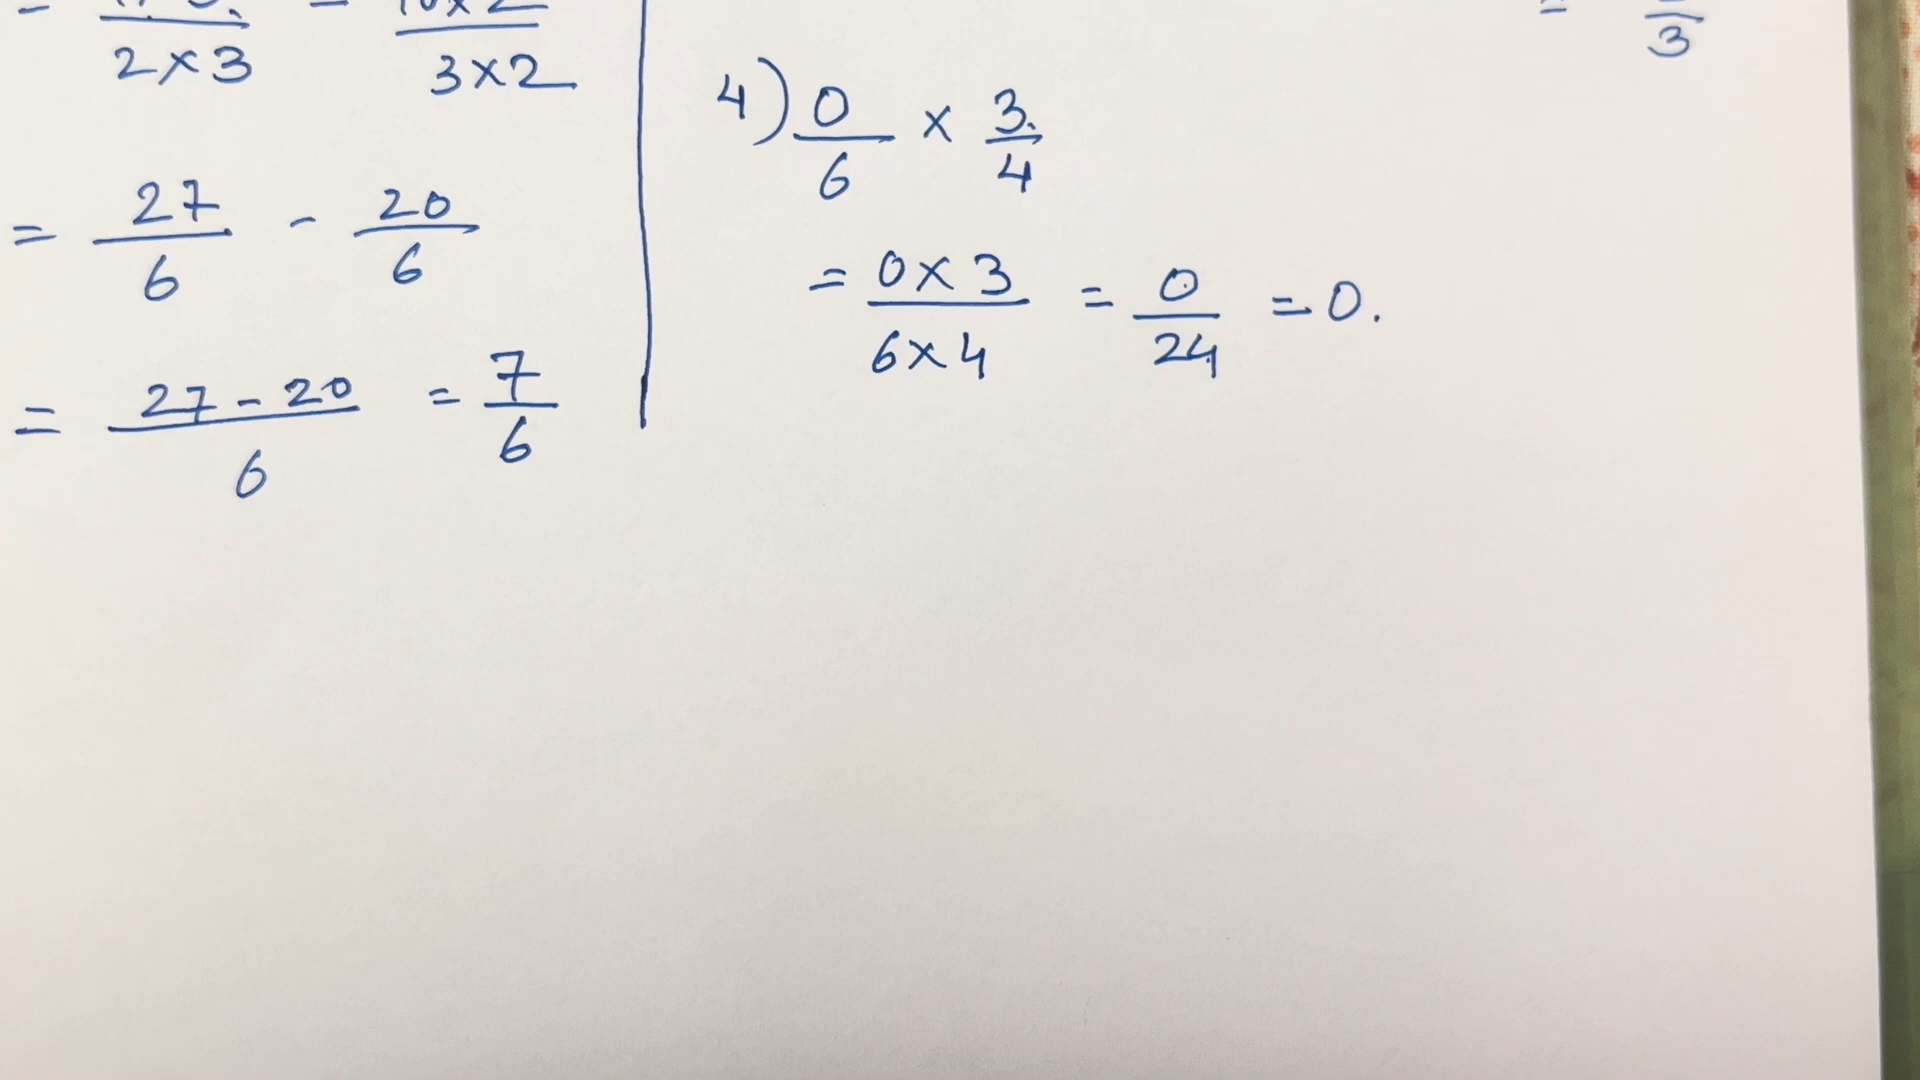 2 × 3   3 × 2
= 27/6 - 20/6
= 27 - 20/6 = 7/6
4) 0/6 × 3/4
= 0 × 3/6 × 4 = 0/24 = 0.
= /3